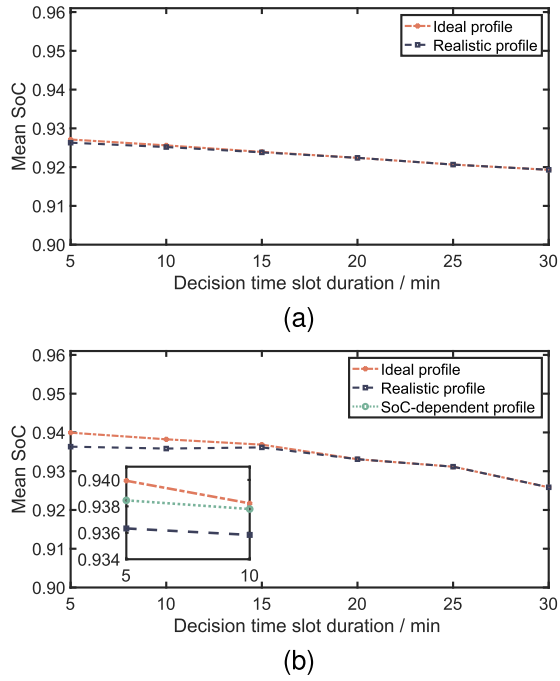 0.96
0.95
0.94
0.93
0.92
0.91
0.90
Mean SoC
Ideal profile
Realistic profile
5 10 15 20 25 30
Decision time slot duration / min
(a)
0.96
0.95
0.94
0.93
0.92
0.91
0.90
Mean SoC
Ideal profile
Realistic profile
SoC-dependent profile
0.940
0.938
0.936
0.934
5 10
5 10 15 20 25 30
Decision time slot duration / min
(b)